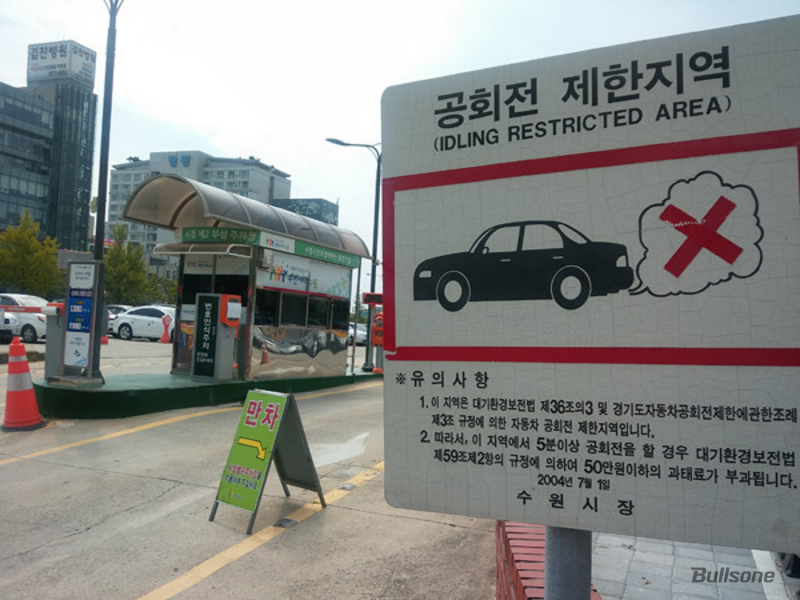 공회전 제한지역
(IDLING RESTRICTED AREA)
※ 유의사항
1. 이 지역은 대기환경보전법 제36조의3 및 경기도자동차공회전제한에관한조례
제3조 규정에 의한 자동차 공회전 제한지역입니다.
2. 따라서, 이 지역에서 5분이상 공회전을 할 경우 대기환경보전법
제59조제2항의 규정에 의하여 50만원이하의 과태료가 부과됩니다.
2004년 7월 1일
수원시장
만차
번호인식주차
Bullsone